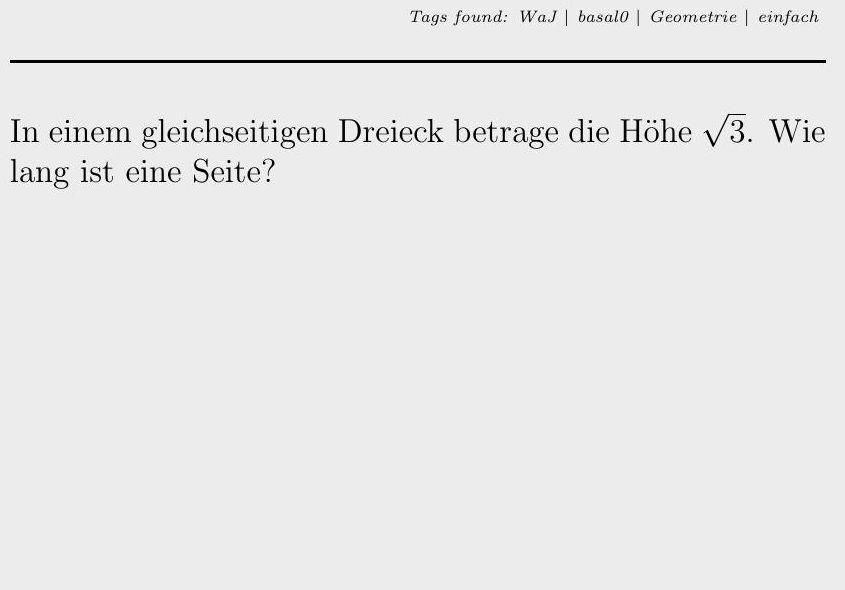 Tags found: WaJ | basal0 | Geometrie | einfach
In einem gleichseitigen Dreieck betrage die Höhe √3. Wie
lang ist eine Seite?